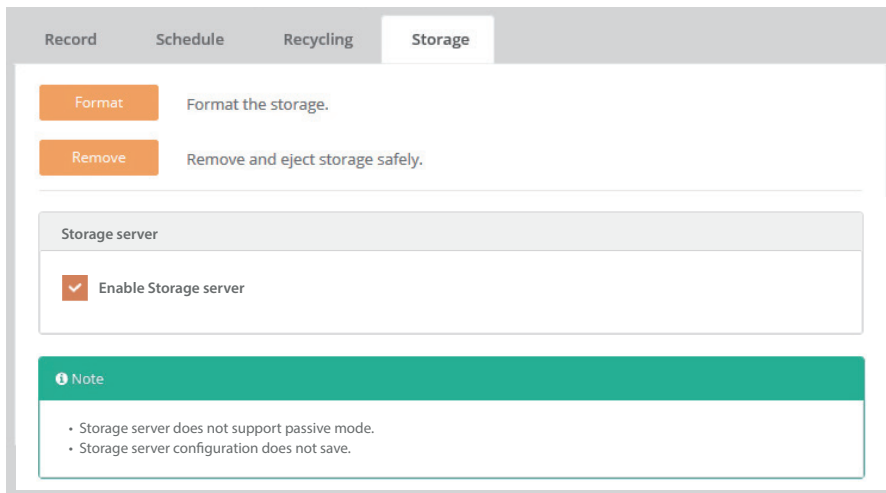 Record Schedule Recycling Storage
Format Format the storage.
Remove Remove and eject storage safely.
Storage server
Enable Storage server
Note
• Storage server does not support passive mode.
• Storage server configuration does not save.